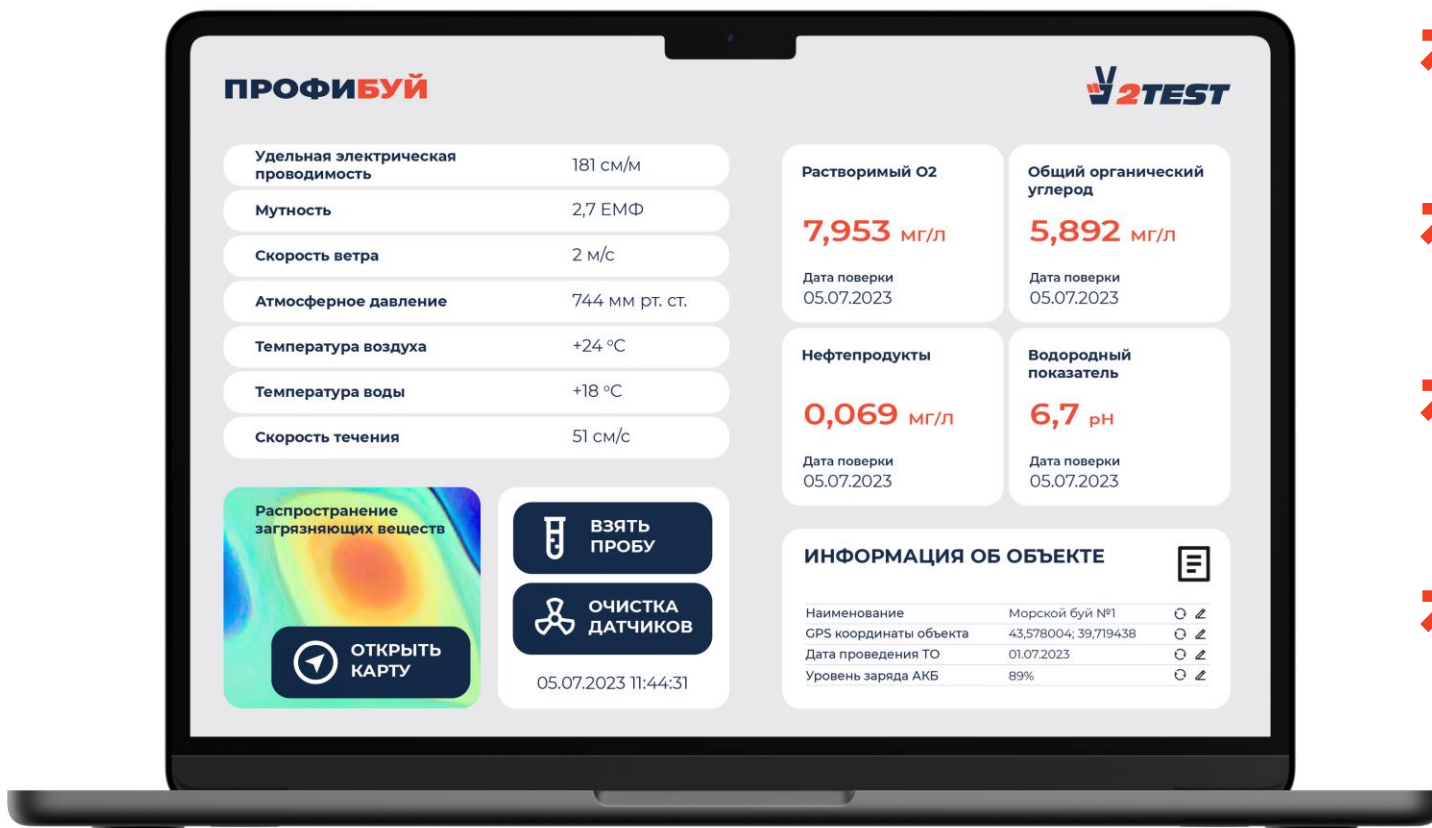 ПРОФИБУЙ
2TEST
Удельная электрическая
проводимость
181 см/м
Мутность
2,7 ЕМФ
Скорость ветра
2 м/с
Атмосферное давление
744 мм рт. ст.
Температура воздуха
+24 °C
Температура воды
+18 °C
Скорость течения
51 см/с
Распространение
загрязняющих веществ
ОТКРЫТЬ
КАРТУ
ВЗЯТЬ
ПРОБУ
ОЧИСТКА
ДАТЧИКОВ
05.07.2023 11:44:31
Растворимый O2
7,953 мг/л
Дата поверки
05.07.2023
Общий органический
углерод
5,892 мг/л
Дата поверки
05.07.2023
Нефтепродукты
0,069 мг/л
Дата поверки
05.07.2023
Водородный
показатель
6,7 pH
Дата поверки
05.07.2023
ИНФОРМАЦИЯ ОБ ОБЪЕКТЕ
Наименование Морской буй №1
GPS координаты объекта 43,578004; 39,719438
Дата проведения ТО 01.07.2023
Уровень заряда АКБ 89%